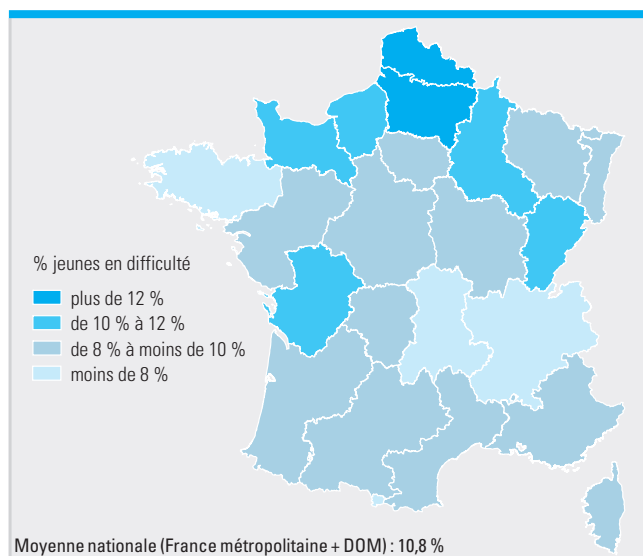 % jeunes en difficulté
plus de 12 %
de 10 % à 12 %
de 8 % à moins de 10 %
moins de 8 %
Moyenne nationale (France métropolitaine + DOM) : 10,8 %